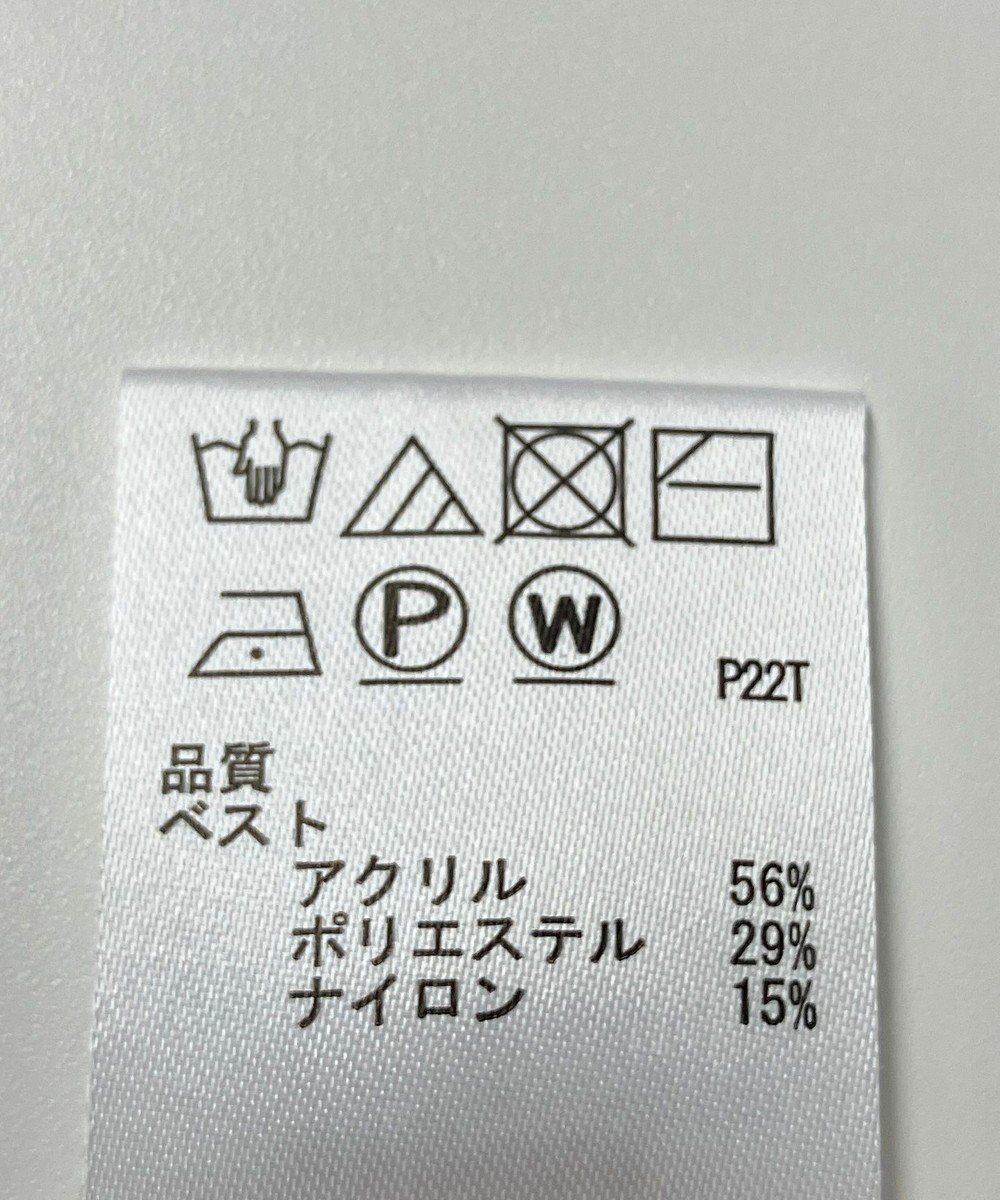 P W
P22T
品質
ベスト
アクリル 56%
ポリエステル 29%
ナイロン 15%